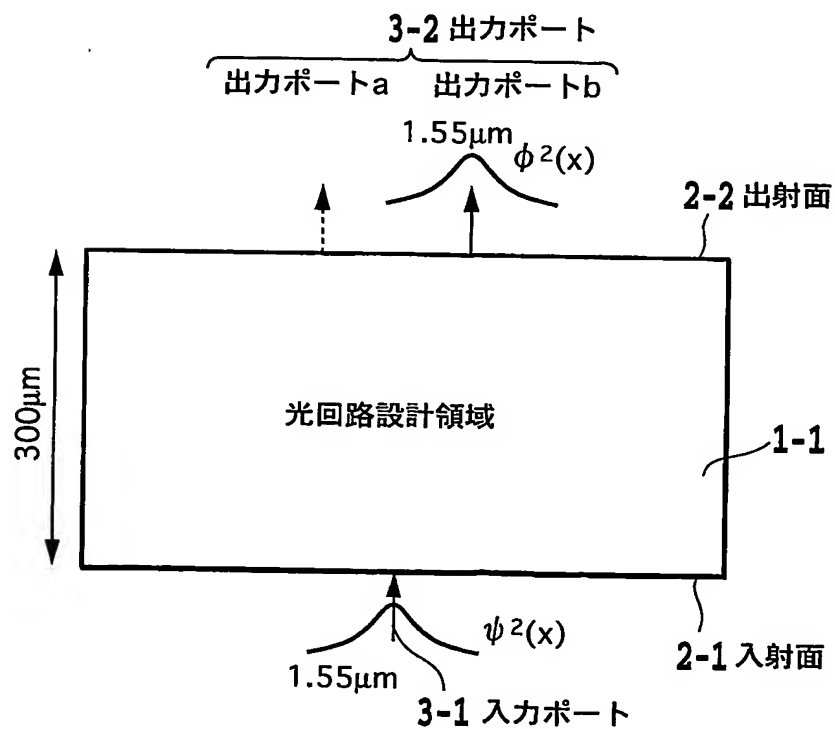 3-2 出力ポート
出力ポートa 出力ポートb
1.55μm
ϕ²(x)
2-2 出射面
300μm
光回路設計領域
1-1
ψ²(x)
1.55μm
2-1 入射面
3-1 入力ポート